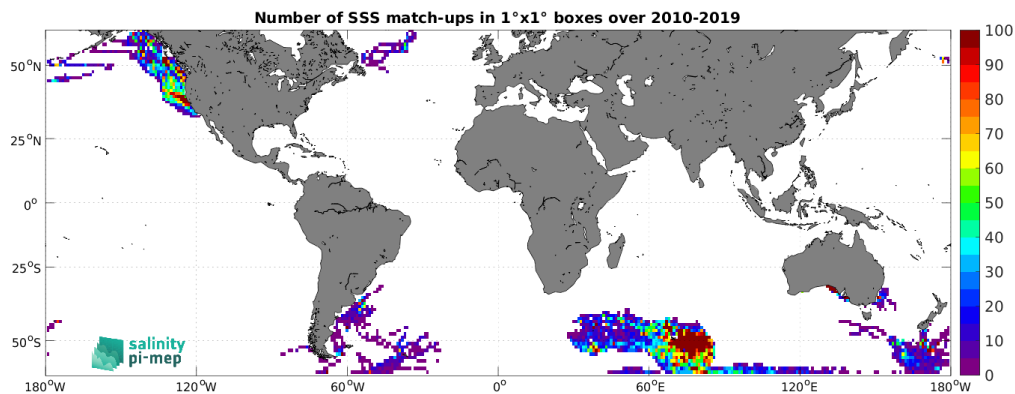 Number of SSS match-ups in 1°x1° boxes over 2010-2019
50°N
25°N
0°
25°S
50°S
180°W
120°W
60°W
0°
60°E
120°E
180°W
100
90
80
70
60
50
40
30
20
10
0
salinity
pi-mep